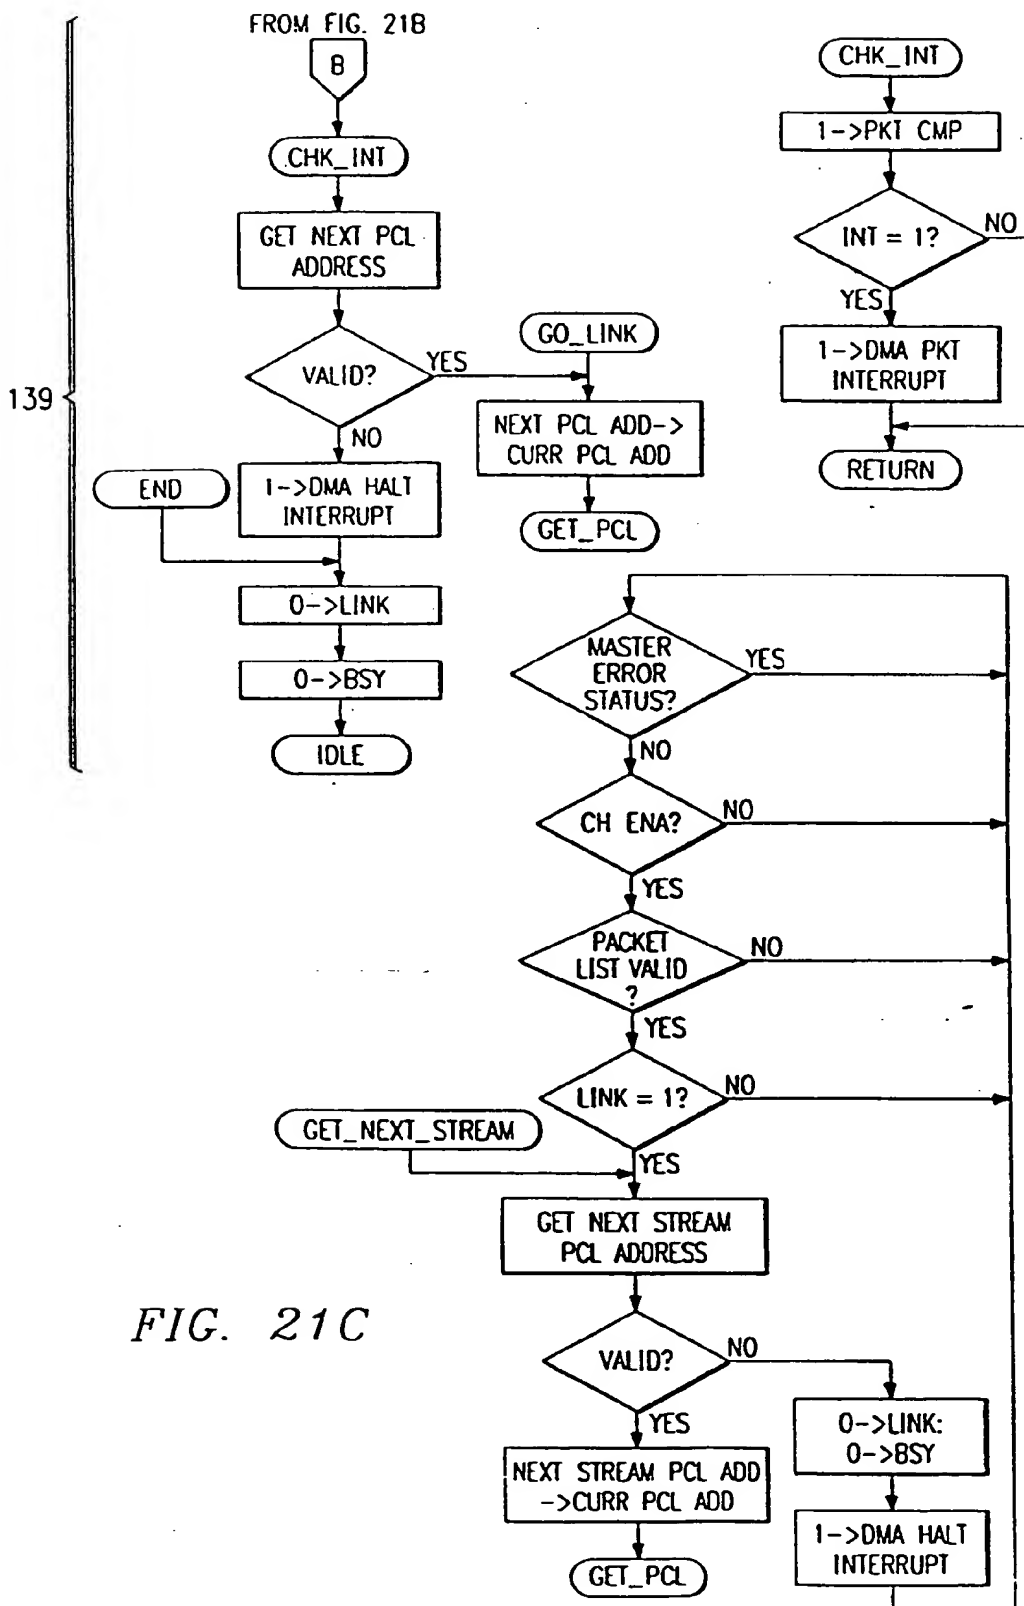 FROM FIG. 21B
B
CHK_INT
GET NEXT PCL
ADDRESS
VALID?
YES
NO
GO_LINK
NEXT PCL ADD->
CURR PCL ADD
GET_PCL
139
END
1->DMA HALT
INTERRUPT
0->LINK
0->BSY
IDLE
CHK_INT
1->PKT CMP
INT = 1?
NO
YES
1->DMA PKT
INTERRUPT
RETURN
MASTER
ERROR
STATUS?
YES
NO
CH ENA?
NO
YES
PACKET
LIST VALID
?
NO
YES
LINK = 1?
NO
GET_NEXT_STREAM
YES
GET NEXT STREAM
PCL ADDRESS
VALID?
NO
YES
0->LINK:
0->BSY
NEXT STREAM PCL ADD
->CURR PCL ADD
1->DMA HALT
INTERRUPT
GET_PCL
FIG. 21C